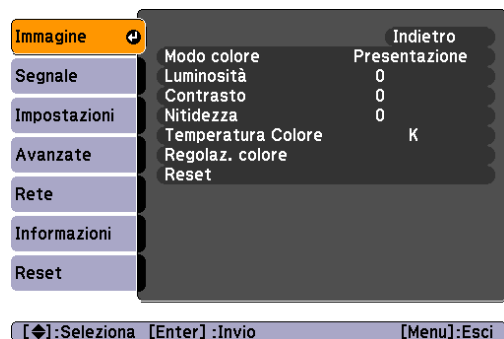 Immagine
Segnale
Impostazioni
Avanzate
Rete
Informazioni
Reset
Indietro
Modo colore Presentazione
Luminosità 0
Contrasto 0
Nitidezza 0
Temperatura Colore K
Regolaz. colore
Reset
[◆]:Seleziona [Enter] :Invio [Menu]:Esci